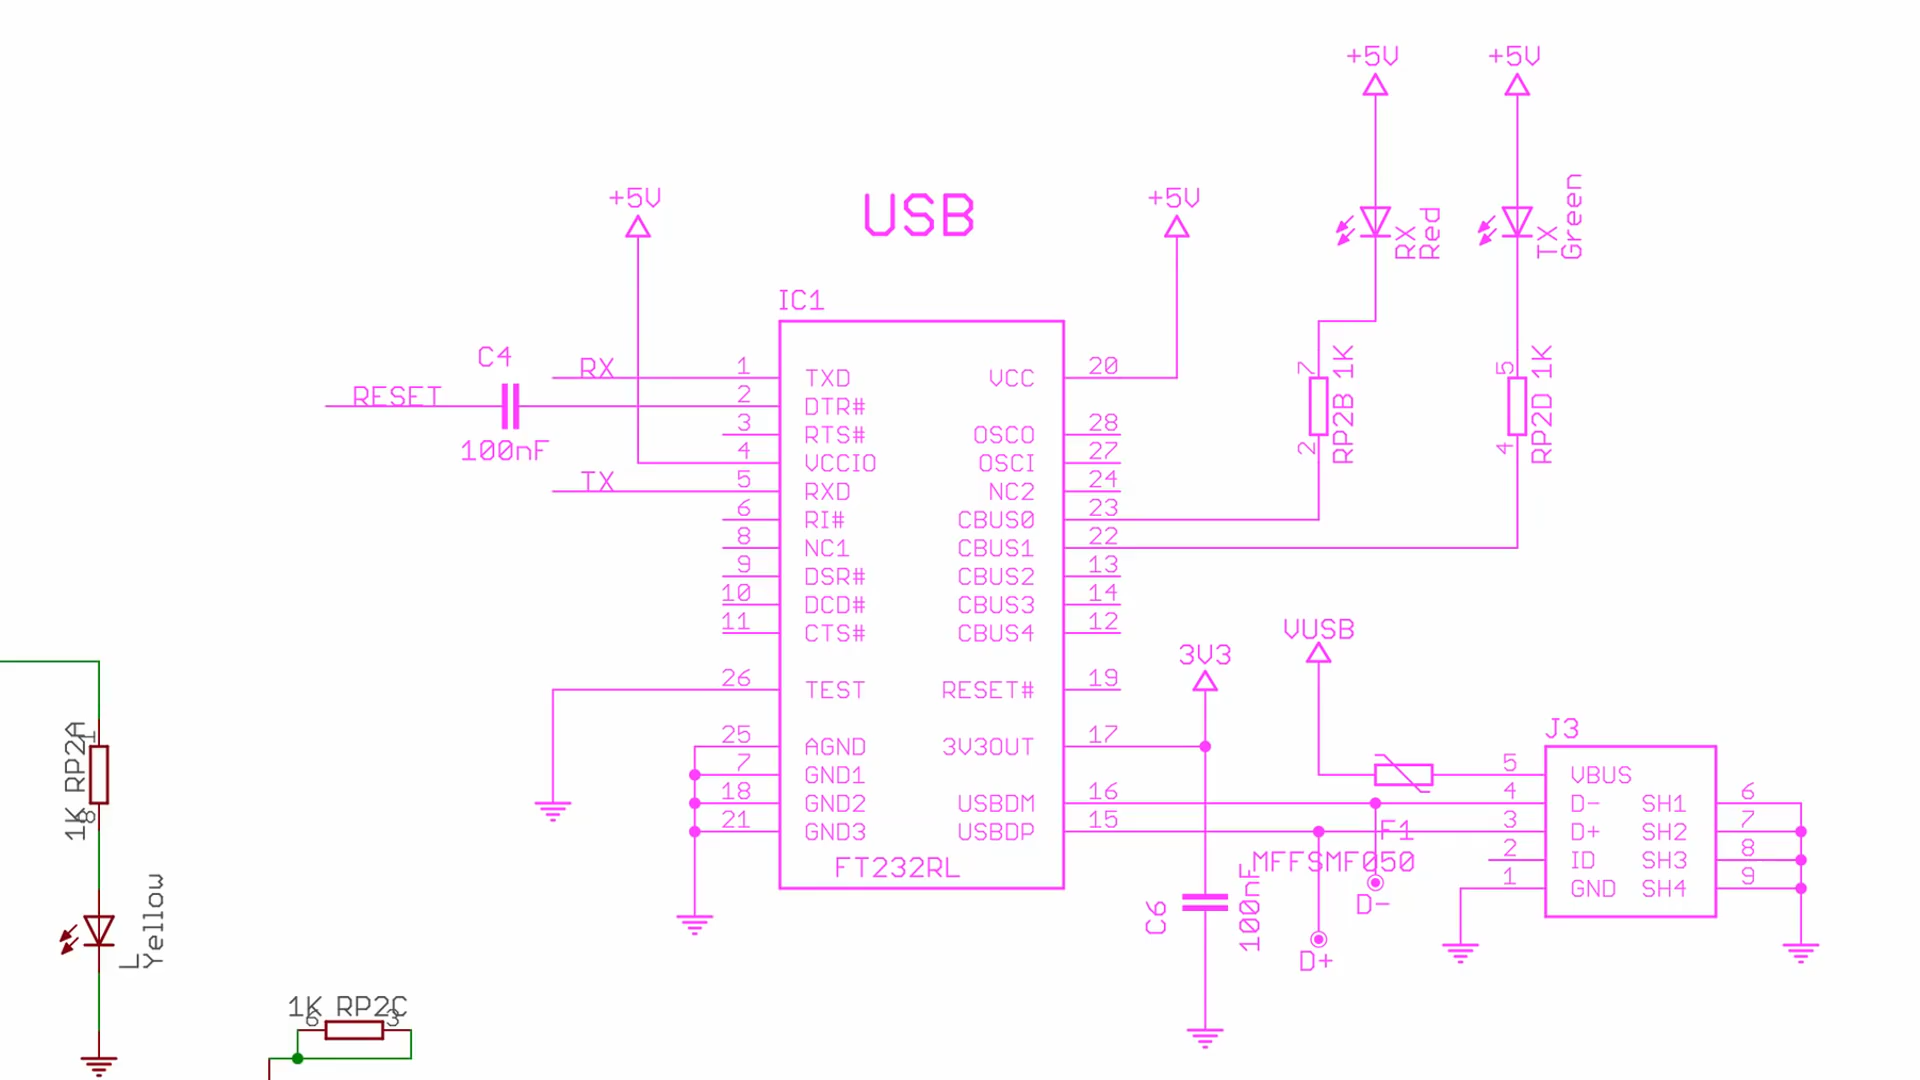 +5V
+5V
+5V
USB
+5V
RX
Red
TX
Green
IC1
C4
RESET
100nF
RX
TX
1 TXD
2 DTR#
3 RTS#
4 VCCIO
5 RXD
6 RI#
8 NC1
9 DSR#
10 DCD#
11 CTS#
26 TEST
25 AGND
7 GND1
18 GND2
21 GND3
VCC 20
OSCO 28
OSCI 27
NC2 24
CBUS0 23
CBUS1 22
CBUS2 13
CBUS3 14
CBUS4 12
RESET# 19
3V3OUT 17
USBDM 16
USBDP 15
FT232RL
7
RP2B 1K
2
5
RP2D 1K
4
3V3
VUSB
J3
5 VBUS
4 D-
3 D+
2 ID
1 GND
SH1 6
SH2 7
SH3 8
SH4 9
F1
MFFSMF050
D-
D+
C6
100nF
1
1K RP2A
8
L
Yellow
1K RP2C
6
3